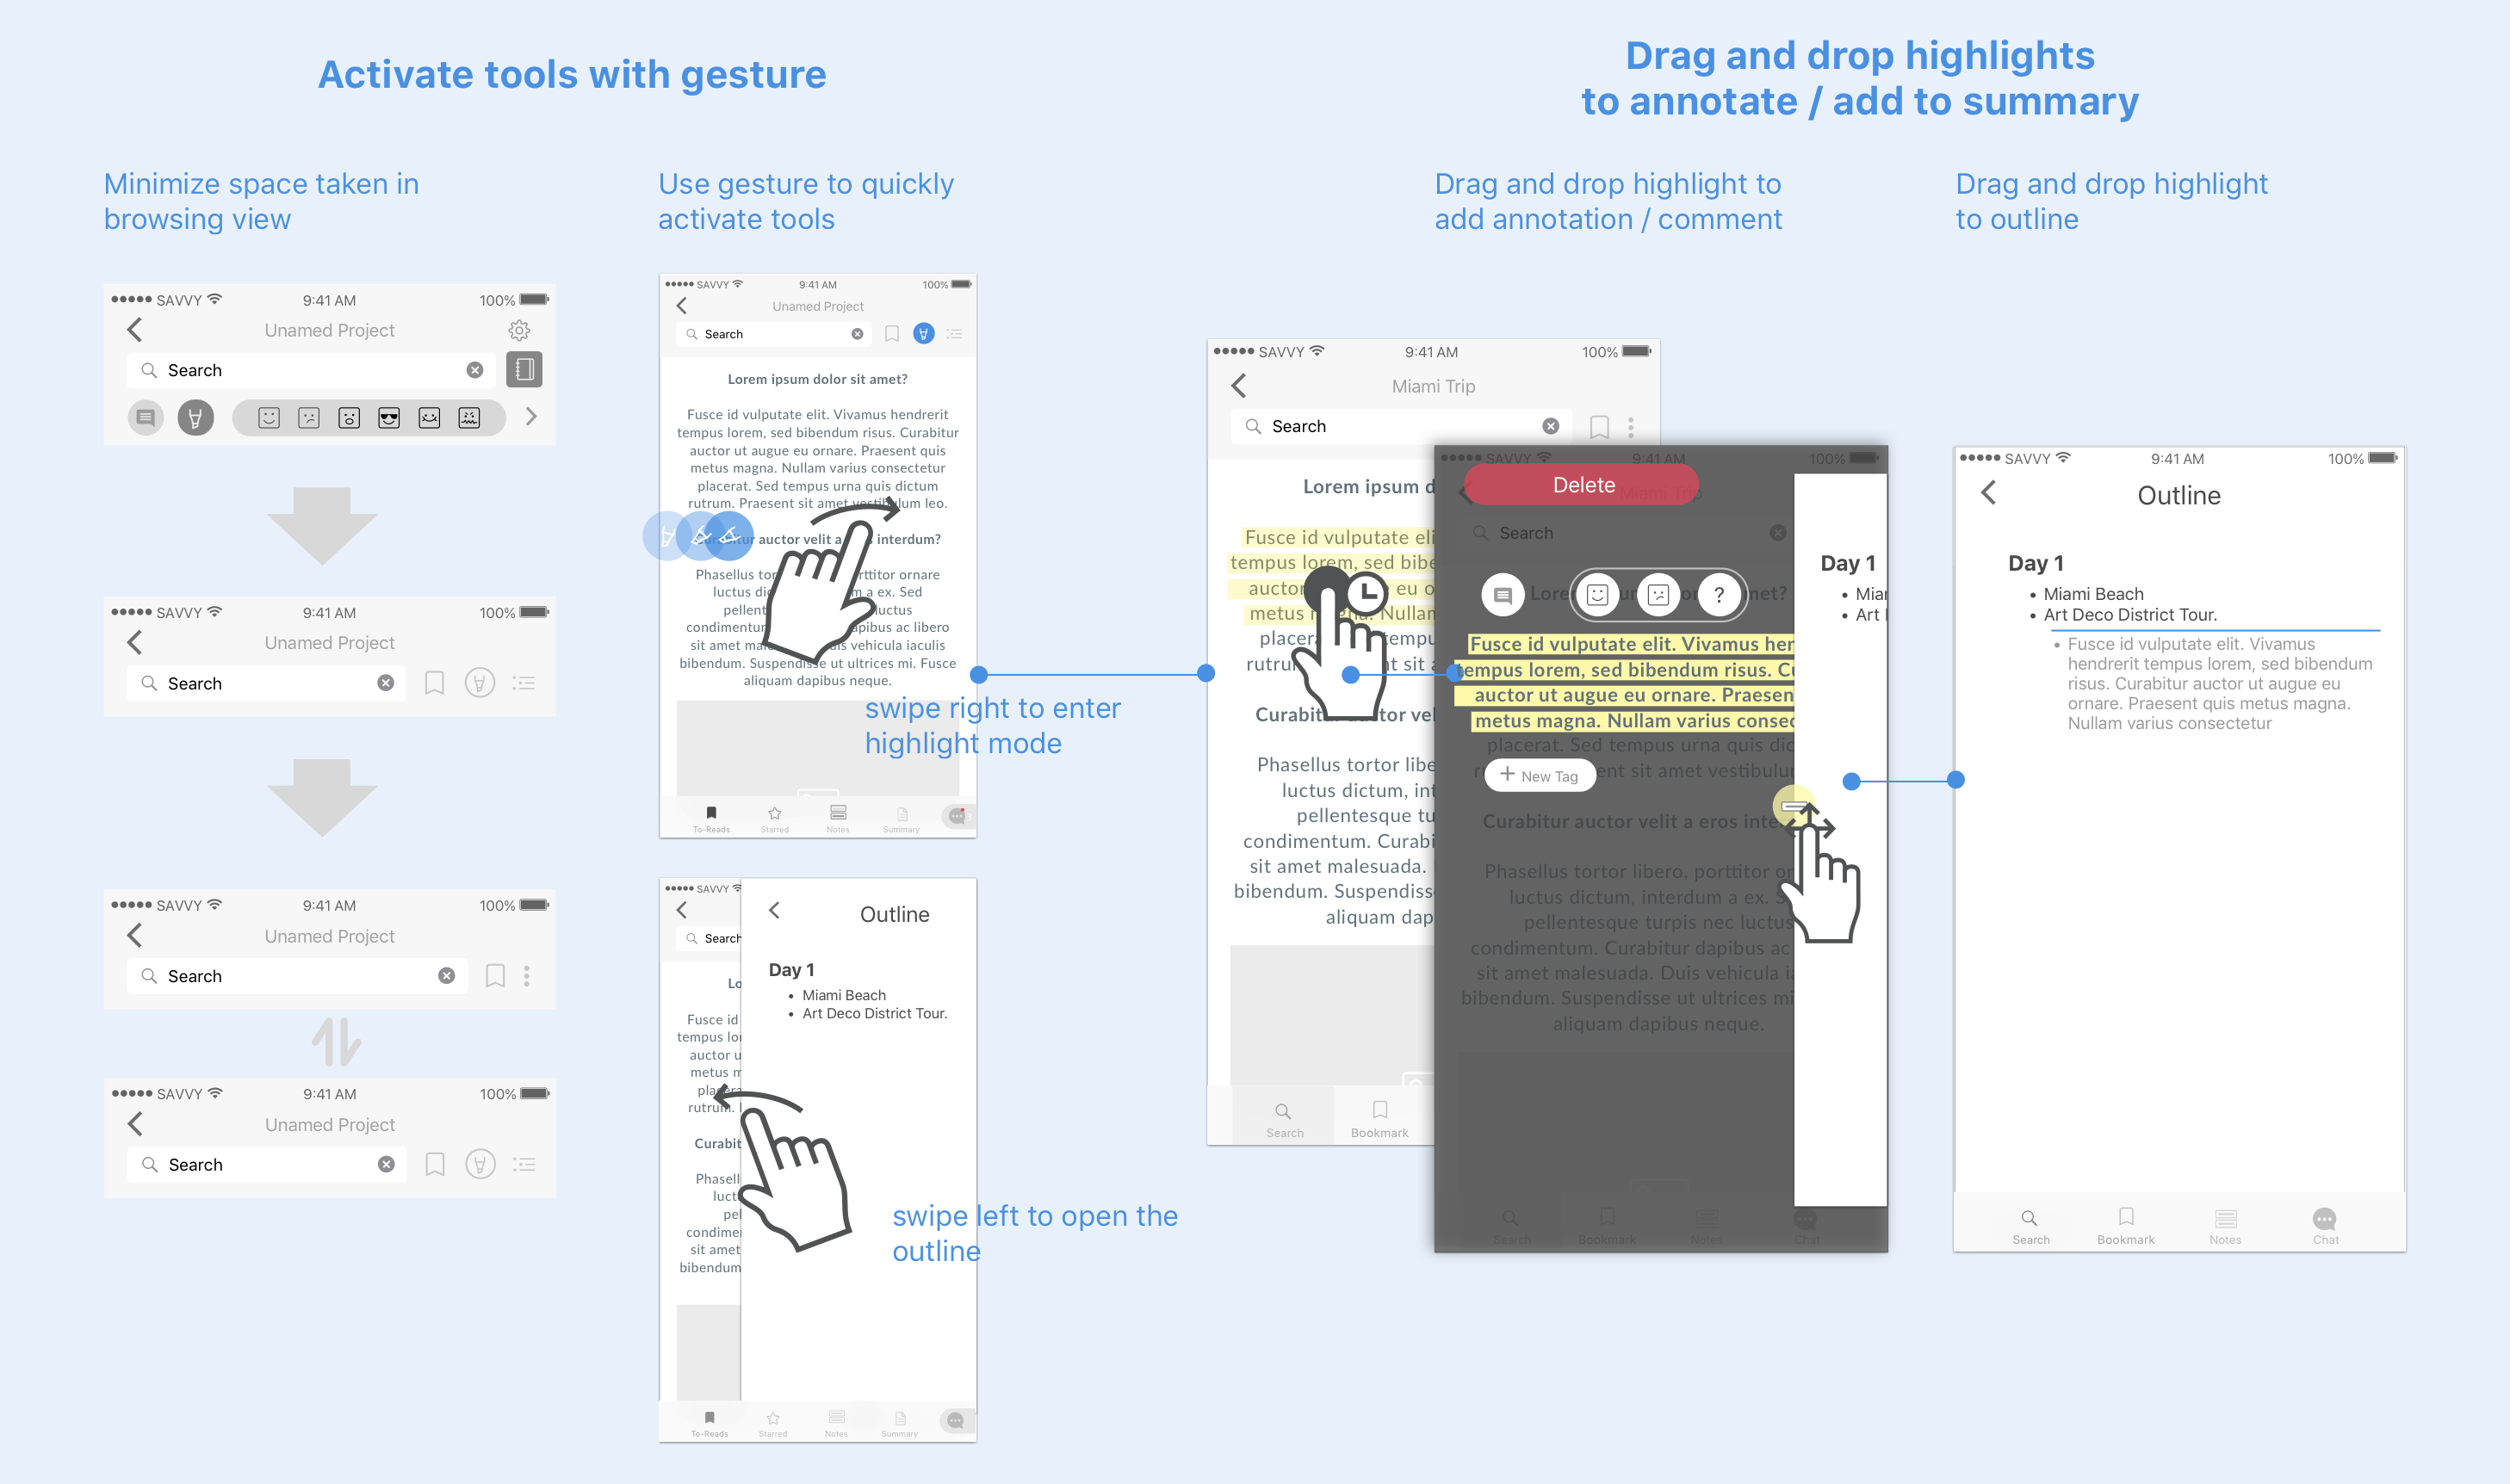 Activate tools with gesture
Drag and drop highlights
to annotate / add to summary
Minimize space taken in
browsing view
Use gesture to quickly
activate tools
Drag and drop highlight to
add annotation / comment
Drag and drop highlight
to outline
SAVVY 9:41 AM 100%
Unamed Project
Search
SAVVY 9:41 AM 100%
Unamed Project
Search
SAVVY 9:41 AM 100%
Unamed Project
Search
SAVVY 9:41 AM 100%
Unamed Project
Search
SAVVY 9:41 AM 100%
Unamed Project
Search
Lorem ipsum dolor sit amet?
Fusce id vulputate elit. Vivamus hendrerit
tempus lorem, sed bibendum risus. Curabitur
auctor ut augue eu ornare. Praesent quis
metus magna. Nullam varius consectetur
placerat. Sed tempus urna quis dictum
rutrum. Praesent sit amet vestibulum leo.
auctor velit a interdum?
Phasellus tor rttitor ornare
luctus dic m a ex. Sed
pellent luctus
condimentur apibus ac libero
sit amet male is vehicula iaculis
bibendum. Suspendisse ut ultrices mi. Fusce
aliquam dapibus neque.
To-Reads Starred Notes Summary
swipe right to enter
highlight mode
SAVVY
Search
Lo
Fusce id
tempus lor
auctor u
metus m
placera
rutrum. I
Curabit
Phasell
luct
pel
condimer
sit amet
bibendum
Outline
Day 1
• Miami Beach
• Art Deco District Tour.
To-Reads Starred Notes Summary
swipe left to open the
outline
SAVVY 9:41 AM 100%
Miami Trip
Search
Lorem ipsum d
Fusce id vulputate eli
tempus lorem, sed bibe
auctor eu o
metus magna. Nullam
placera tempu
rutru nt sit a
Curabit tor vel
Phasellus tortor libe
luctus dictum, int
pellentesque tu
condimentum. Curabi
sit amet malesuada.
bibendum. Suspendiss
aliquam dap
Search Bookmark
SAVVY 9:41 AM 100%
Delete
Miami Trip
Search
Lore ur or met?
?
Fusce id vulputate elit. Vivamus her
tempus lorem, sed bibendum risus. Cu
auctor ut augue eu ornare. Praesen
metus magna. Nullam varius consec
placerat. Sed tempus urna quis dic
ent sit amet vestibulur
+ New Tag
Curabitur auctor velit a eros inte
Phasellus tortor libero, porttitor or
luctus dictum, interdum a ex. S
pellentesque turpis nec luctus
condimentum. Curabitur dapibus ac
sit amet malesuada. Duis vehicula ia
bibendum. Suspendisse ut ultrices mi
aliquam dapibus neque.
Search Bookmark Notes Chat
Day 1
• Miar
• Art I
SAVVY 9:41 AM 100%
Outline
Day 1
• Miami Beach
• Art Deco District Tour.
• Fusce id vulputate elit. Vivamus
hendrerit tempus lorem, sed bibendum
risus. Curabitur auctor ut augue eu
ornare. Praesent quis metus magna.
Nullam varius consectetur
Search Bookmark Notes Chat